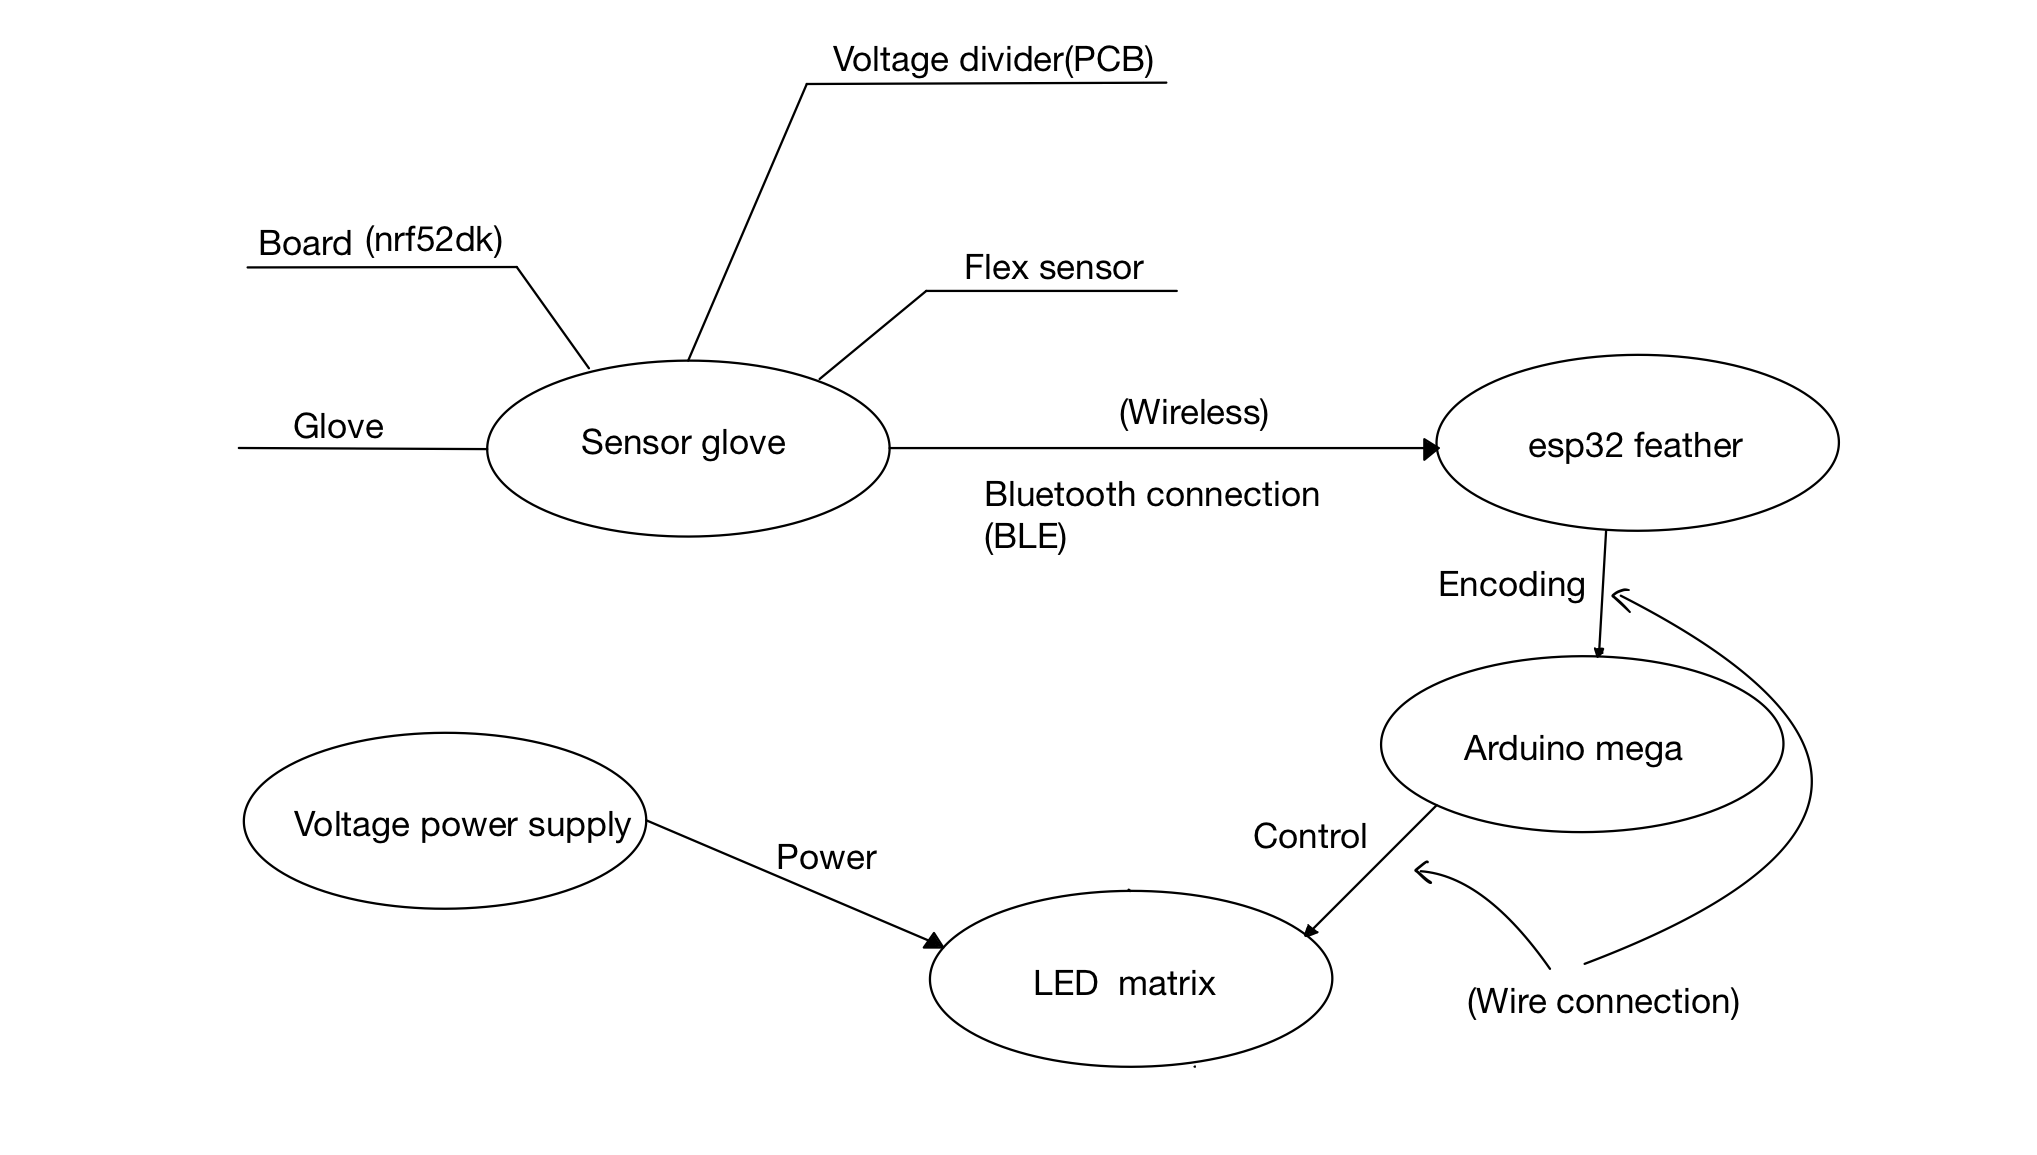 Voltage divider(PCB)
Board (nrf52dk)
Flex sensor
Glove
Sensor glove
(Wireless)
Bluetooth connection
(BLE)
esp32 feather
Encoding
Arduino mega
Voltage power supply
Power
Control
LED matrix
(Wire connection)